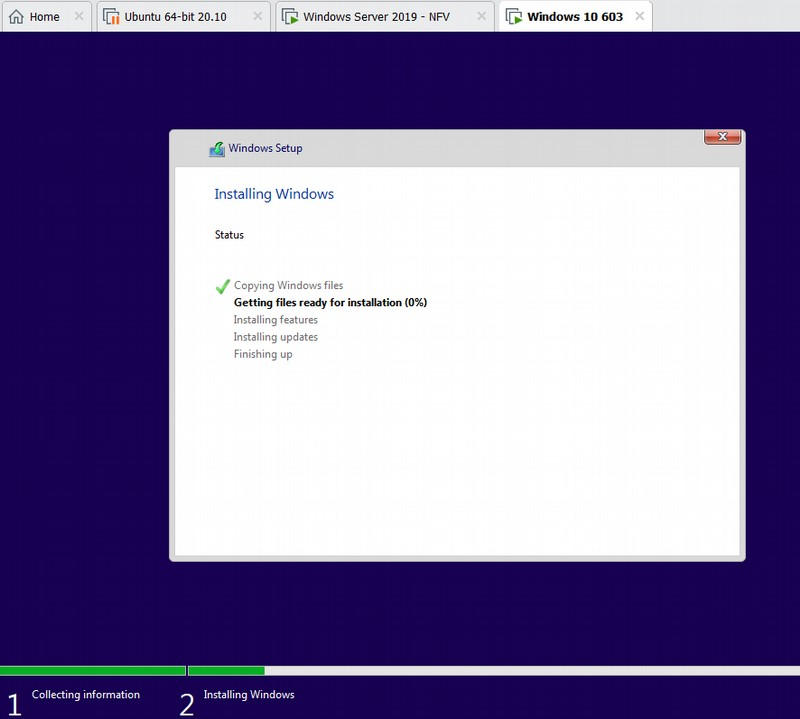 Home Ubuntu 64-bit 20.10 Windows Server 2019 - NFV Windows 10 603
Windows Setup
Installing Windows
Status
Copying Windows files
Getting files ready for installation (0%)
Installing features
Installing updates
Finishing up
1 Collecting information 2 Installing Windows